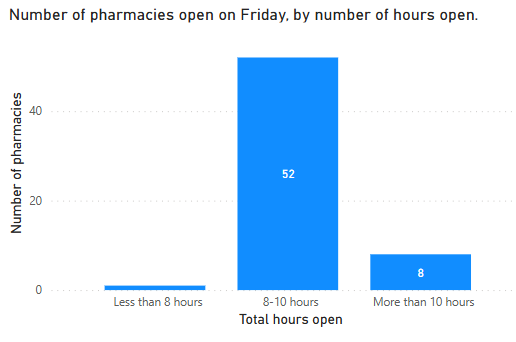 Number of pharmacies open on Friday, by number of hours open.
Number of pharmacies
40
20
0
52
8
Less than 8 hours
8-10 hours
More than 10 hours
Total hours open